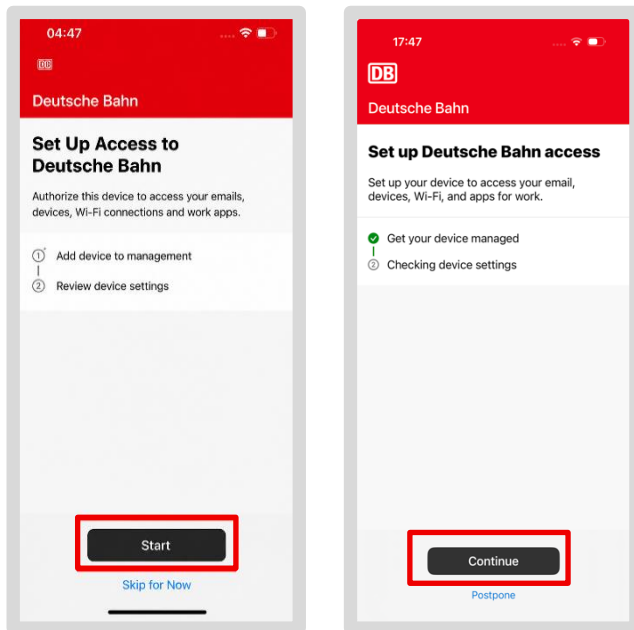 04:47
DB
Deutsche Bahn
Set Up Access to
Deutsche Bahn
Authorize this device to access your emails,
devices, Wi-Fi connections and work apps.
1 Add device to management
2 Review device settings
Start
Skip for Now
17:47
DB
Deutsche Bahn
Set up Deutsche Bahn access
Set up your device to access your email,
devices, Wi-Fi, and apps for work.
Get your device managed
2 Checking device settings
Continue
Postpone